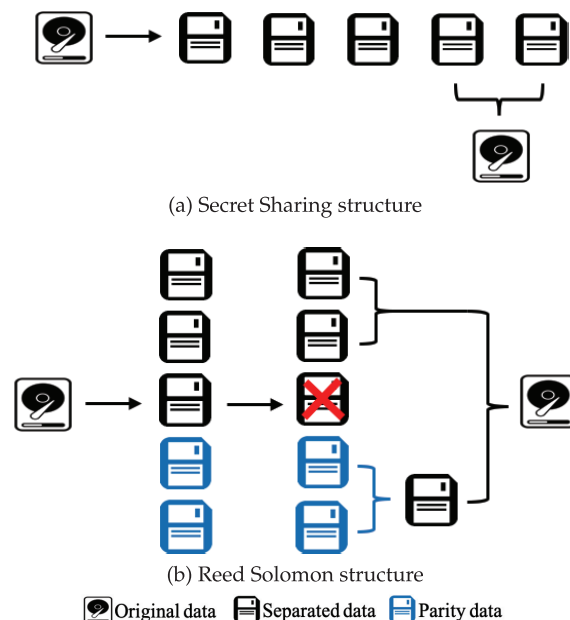 (a) Secret Sharing structure
(b) Reed Solomon structure
Original data Separated data Parity data